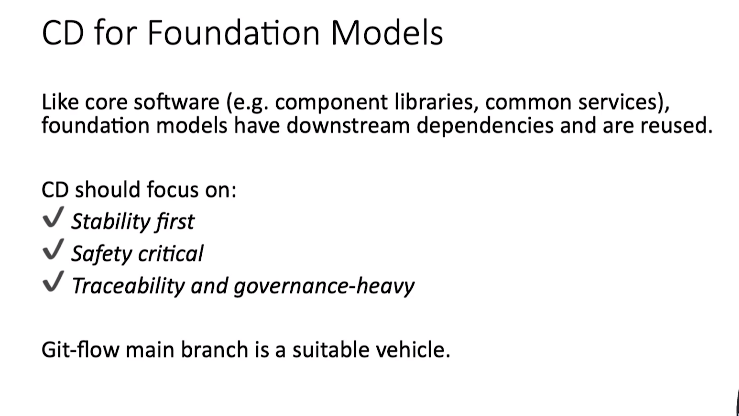 CD for Foundation Models
Like core software (e.g. component libraries, common services),
foundation models have downstream dependencies and are reused.
CD should focus on:
✓ Stability first
✓ Safety critical
✓ Traceability and governance-heavy
Git-flow main branch is a suitable vehicle.